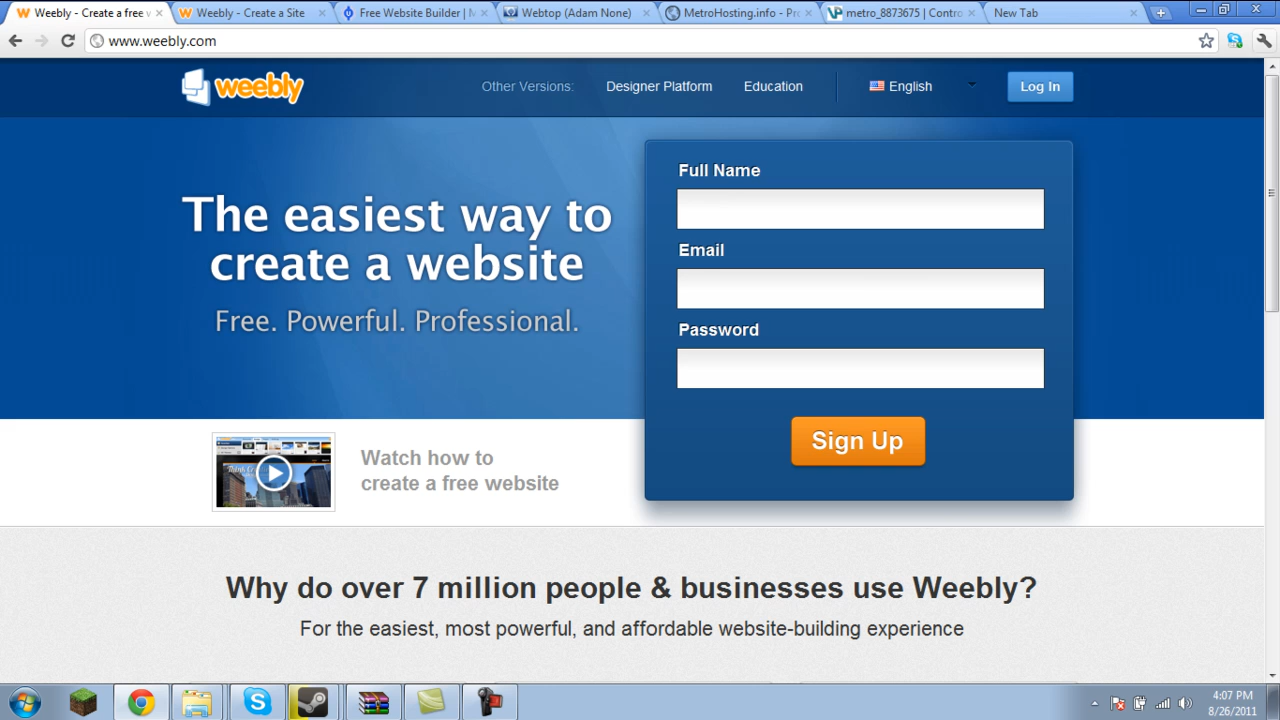 Weebly - Create a free w
Weebly - Create a Site
Free Website Builder | M
Webtop (Adam None)
MetroHosting.info - Pro
metro_8873675 | Contro
New Tab
www.weebly.com
weebly
Other Versions:
Designer Platform
Education
English
Log In
The easiest way to
create a website
Free. Powerful. Professional.
Full Name
Email
Password
Sign Up
Watch how to
create a free website
Why do over 7 million people & businesses use Weebly?
For the easiest, most powerful, and affordable website-building experience
4:07 PM
8/26/2011